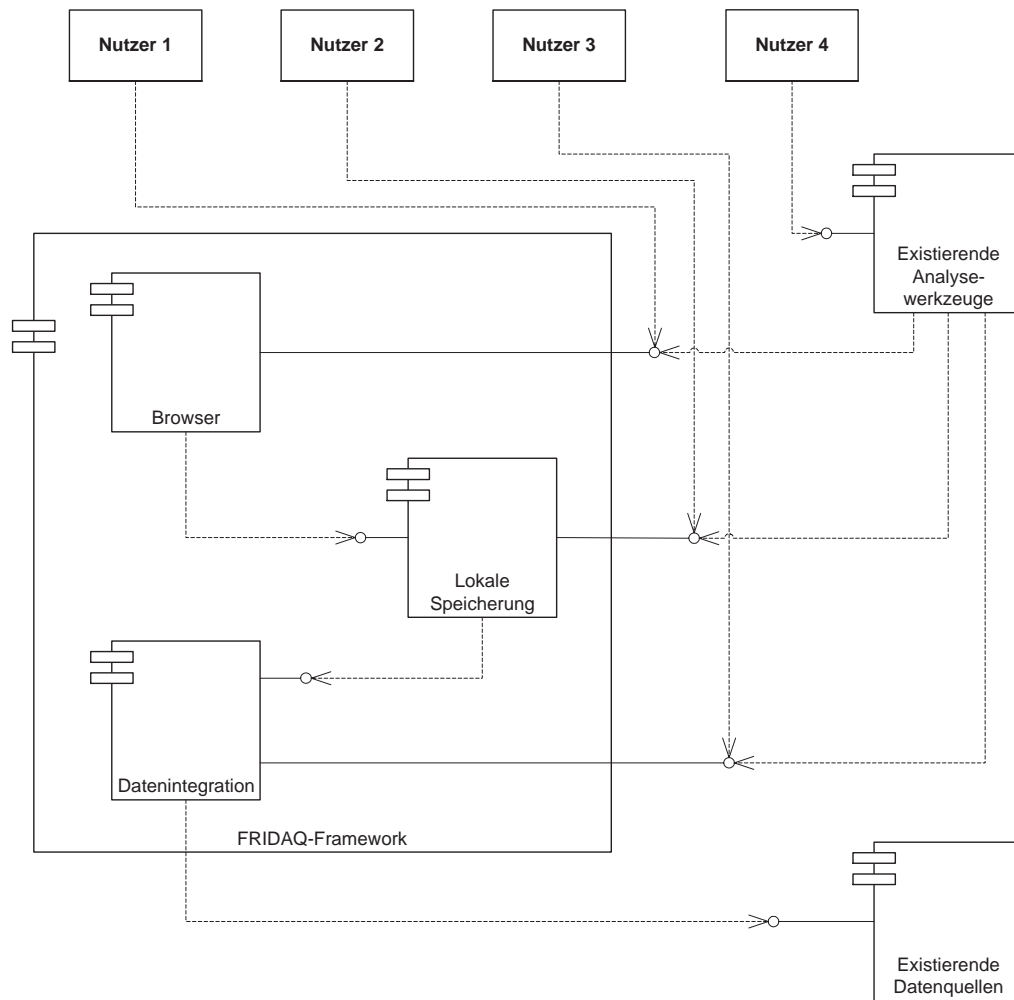 Nutzer 1
Nutzer 2
Nutzer 3
Nutzer 4
Existierende
Analyse-
werkzeuge
Browser
Lokale
Speicherung
Datenintegration
FRIDAQ-Framework
Existierende
Datenquellen